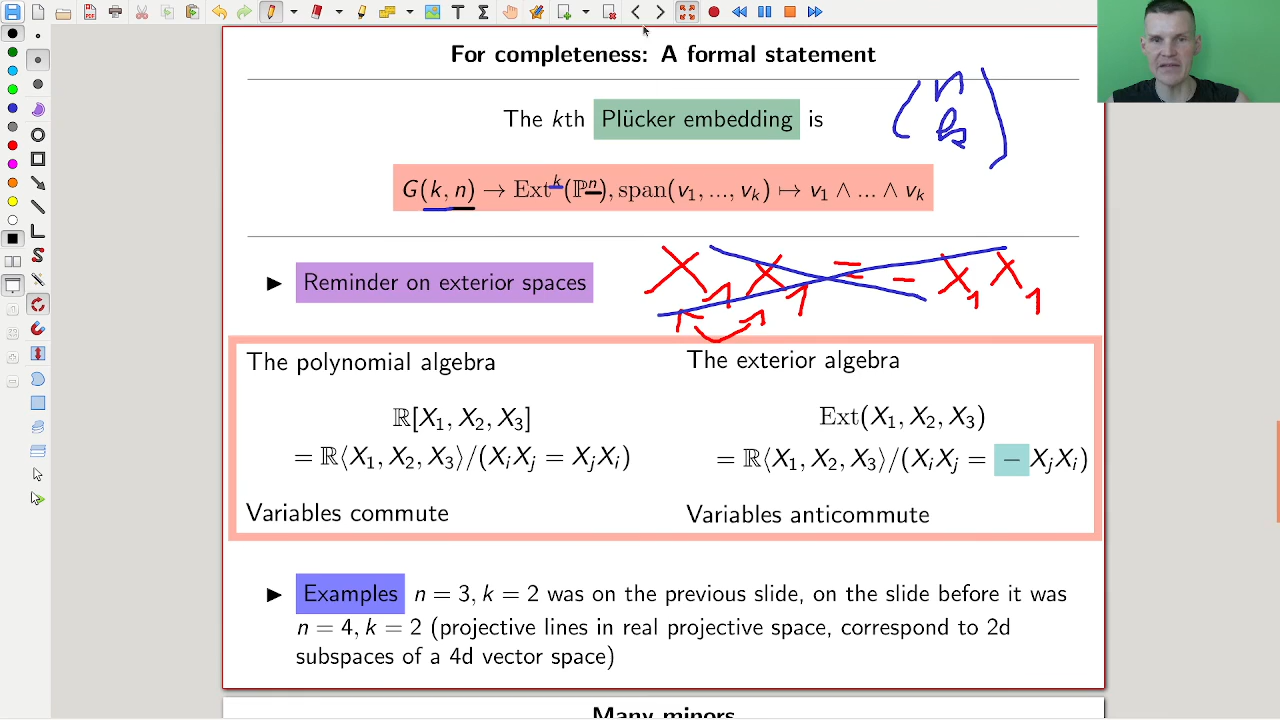 For completeness: A formal statement
The kth Plücker embedding is
(n
k)
G(k, n) → Ext^k(ℙ^n), span(v₁, ..., vₖ) ↦ v₁ ∧ ... ∧ vₖ
► Reminder on exterior spaces
X₁ X₁ = - X₁ X₁
The polynomial algebra
ℝ[X₁, X₂, X₃]
= ℝ⟨X₁, X₂, X₃⟩/(XᵢXⱼ = XⱼXᵢ)
Variables commute
The exterior algebra
Ext(X₁, X₂, X₃)
= ℝ⟨X₁, X₂, X₃⟩/(XᵢXⱼ = − XⱼXᵢ)
Variables anticommute
► Examples n = 3, k = 2 was on the previous slide, on the slide before it was
n = 4, k = 2 (projective lines in real projective space, correspond to 2d
subspaces of a 4d vector space)
Many minors